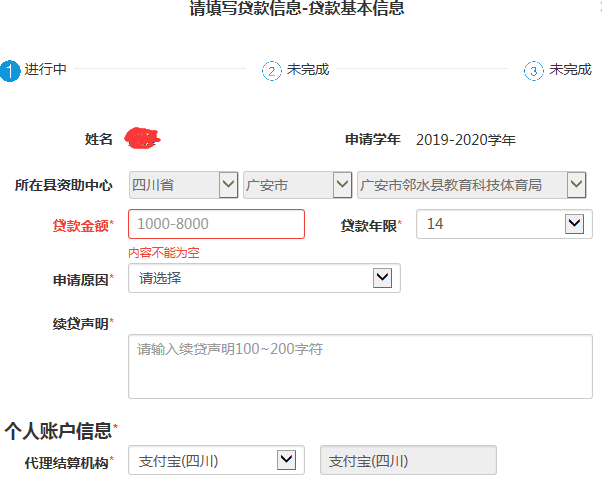 请填写贷款信息-贷款基本信息
1 进行中 2 未完成 3 未完成
姓名 申请学年 2019-2020学年
所在县资助中心 四川省 广安市 广安市邻水县教育科技体育局
贷款金额* 1000-8000 贷款年限* 14
内容不能为空
申请原因* 请选择
续贷声明*
请输入续贷声明100~200字符
个人账户信息*
代理结算机构* 支付宝(四川) 支付宝(四川)